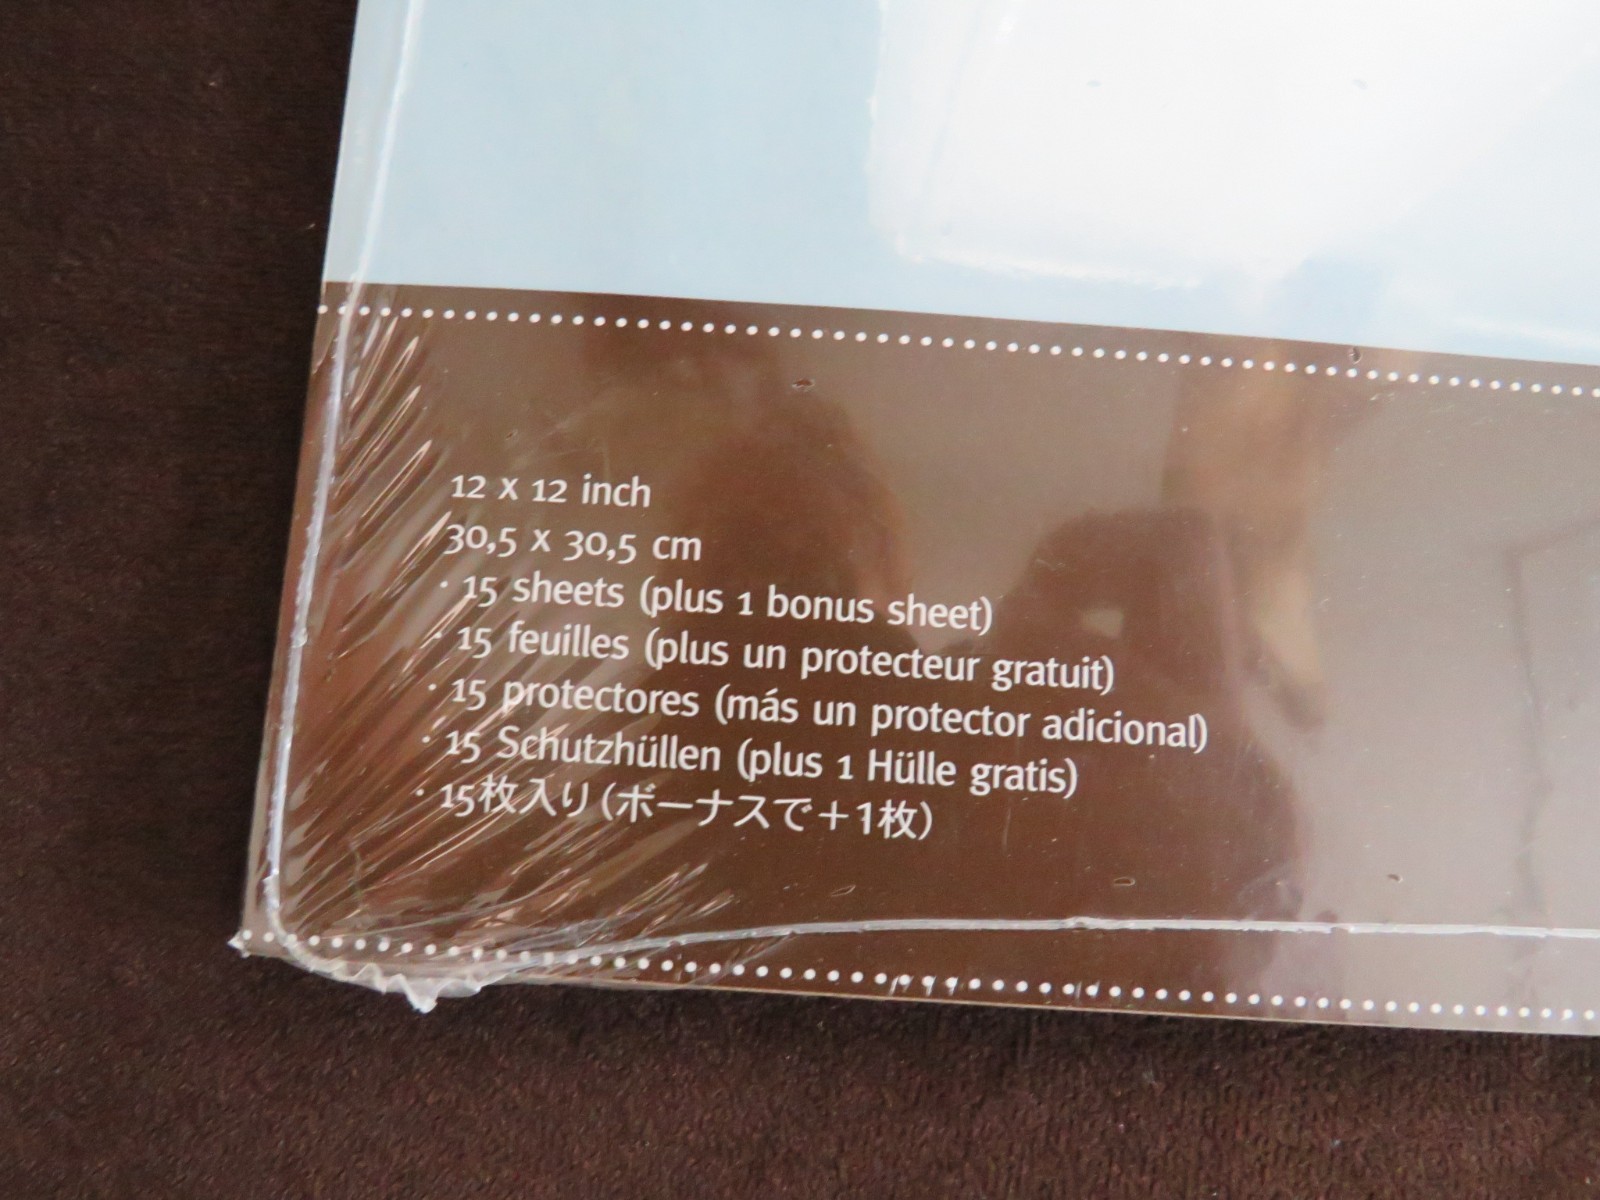 12 x 12 inch
30,5 x 30,5 cm
· 15 sheets (plus 1 bonus sheet)
· 15 feuilles (plus un protecteur gratuit)
· 15 protectores (más un protector adicional)
· 15 Schutzhüllen (plus 1 Hülle gratis)
· 15枚入り(ボーナスで+1枚)